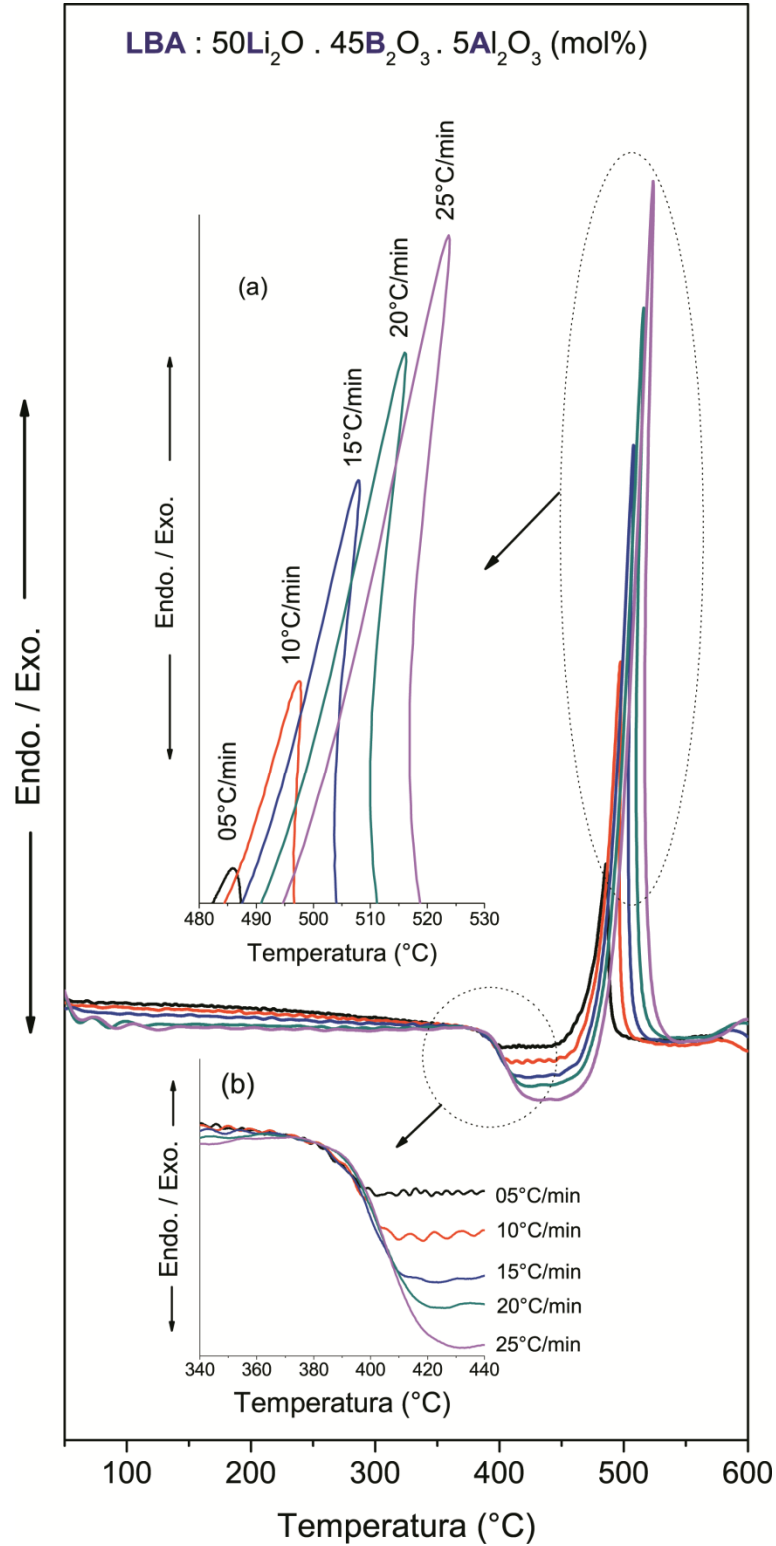 LBA : 50Li₂O . 45B₂O₃ . 5Al₂O₃ (mol%)
(a)
25°C/min
20°C/min
15°C/min
10°C/min
05°C/min
Endo. / Exo.
480 490 500 510 520 530
Temperatura (°C)
Endo. / Exo.
(b)
Endo. / Exo.
05°C/min
10°C/min
15°C/min
20°C/min
25°C/min
340 360 380 400 420 440
Temperatura (°C)
100 200 300 400 500 600
Temperatura (°C)